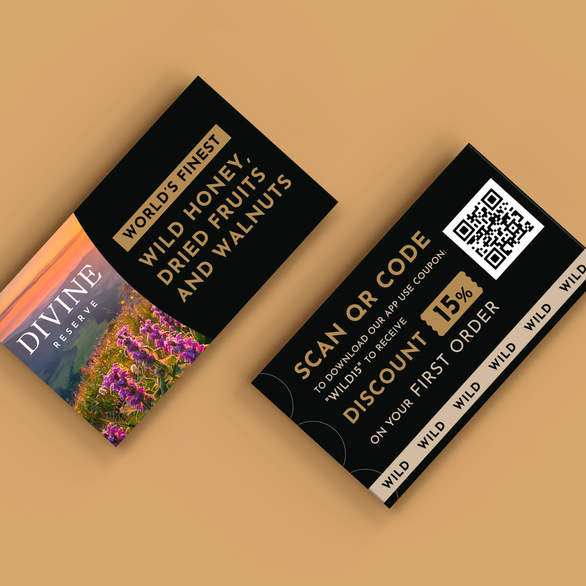 WORLD'S FINEST
WILD HONEY,
DRIED FRUITS
AND WALNUTS
DIVINE
RESERVE
SCAN QR CODE
TO DOWNLOAD OUR APP USE COUPON:
"WILD15" TO RECEIVE
DISCOUNT 15%
ON YOUR FIRST ORDER
WILD WILD WILD WILD WILD WILD